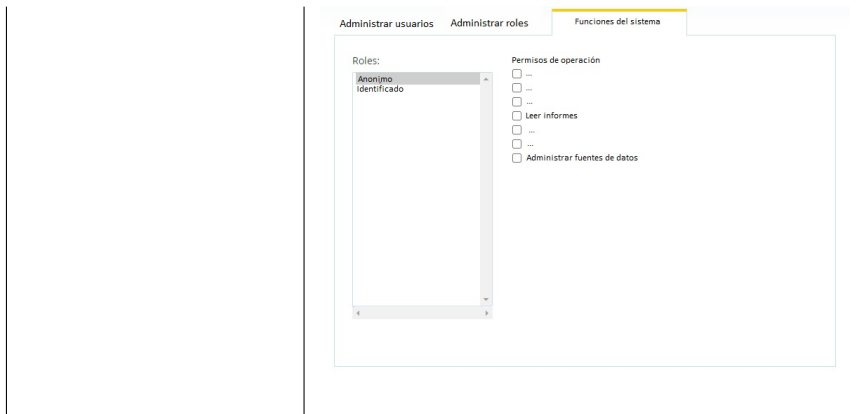 Administrar usuarios Administrar roles Funciones del sistema
Roles:
Anonimo
Identificado
Permisos de operación
...
...
...
Leer informes
...
...
Administrar fuentes de datos